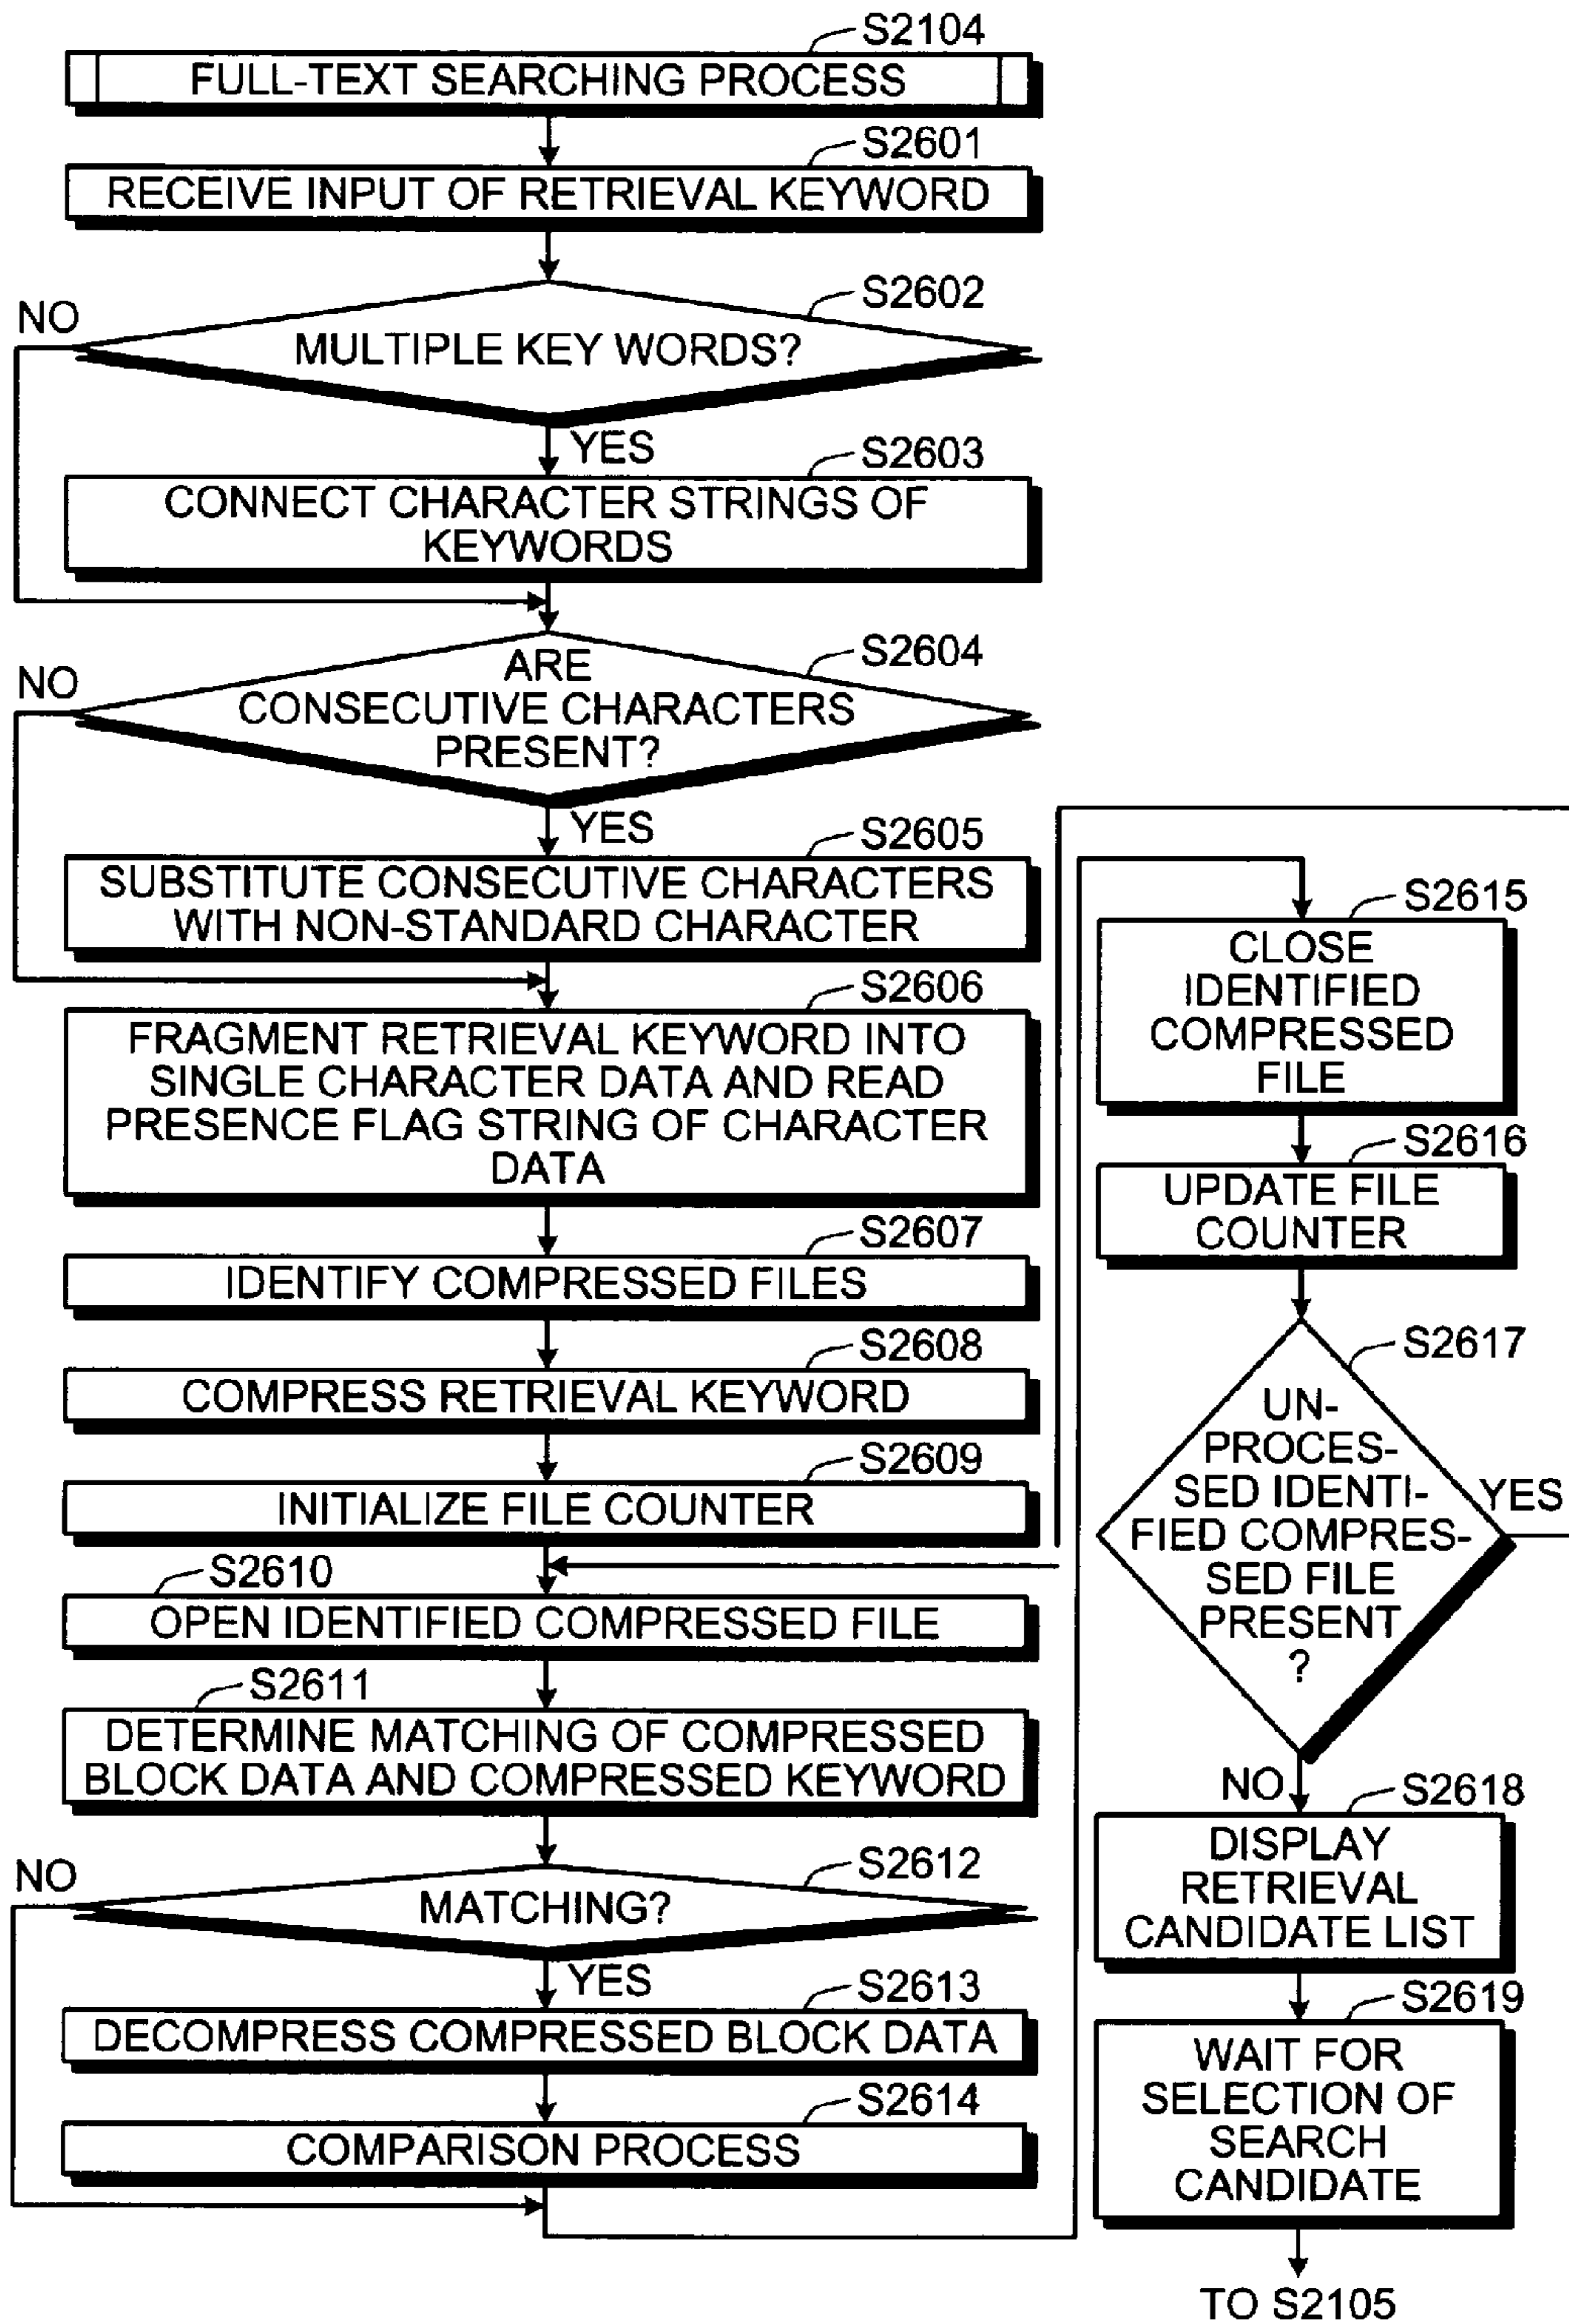 S2104
FULL-TEXT SEARCHING PROCESS
S2601
RECEIVE INPUT OF RETRIEVAL KEYWORD
S2602
NO
MULTIPLE KEY WORDS?
YES
S2603
CONNECT CHARACTER STRINGS OF
KEYWORDS
S2604
NO
ARE
CONSECUTIVE CHARACTERS
PRESENT?
YES
S2605
SUBSTITUTE CONSECUTIVE CHARACTERS
WITH NON-STANDARD CHARACTER
S2606
FRAGMENT RETRIEVAL KEYWORD INTO
SINGLE CHARACTER DATA AND READ
PRESENCE FLAG STRING OF CHARACTER
DATA
S2607
IDENTIFY COMPRESSED FILES
S2608
COMPRESS RETRIEVAL KEYWORD
S2609
INITIALIZE FILE COUNTER
S2610
OPEN IDENTIFIED COMPRESSED FILE
S2611
DETERMINE MATCHING OF COMPRESSED
BLOCK DATA AND COMPRESSED KEYWORD
S2612
NO
MATCHING?
YES
S2613
DECOMPRESS COMPRESSED BLOCK DATA
S2614
COMPARISON PROCESS
S2615
CLOSE
IDENTIFIED
COMPRESSED
FILE
S2616
UPDATE FILE
COUNTER
S2617
UN-
PROCES-
SED IDENTI-
FIED COMPRES-
SED FILE
PRESENT
?
YES
NO
S2618
DISPLAY
RETRIEVAL
CANDIDATE LIST
S2619
WAIT FOR
SELECTION OF
SEARCH
CANDIDATE
TO S2105